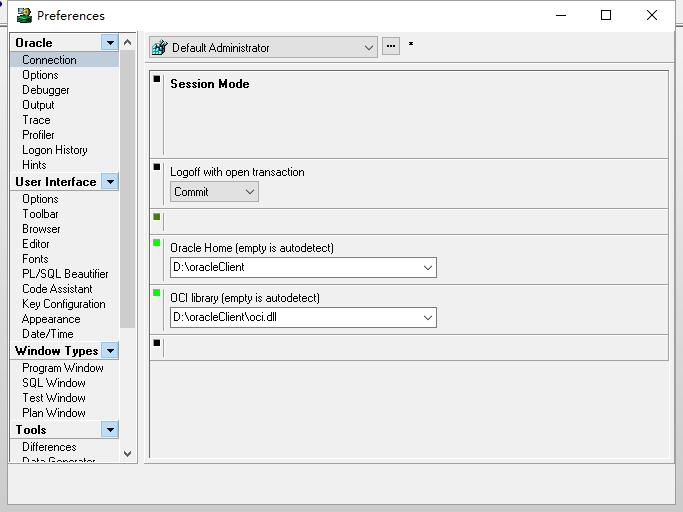 Preferences
Oracle
Connection
Options
Debugger
Output
Trace
Profiler
Logon History
Hints
User Interface
Options
Toolbar
Browser
Editor
Fonts
PL/SQL Beautifier
Code Assistant
Key Configuration
Appearance
Date/Time
Window Types
Program Window
SQL Window
Test Window
Plan Window
Tools
Differences
Data Generator
Default Administrator
...
*
Session Mode
Logoff with open transaction
Commit
Oracle Home (empty is autodetect)
D:\oracleClient
OCI library (empty is autodetect)
D:\oracleClient\oci.dll